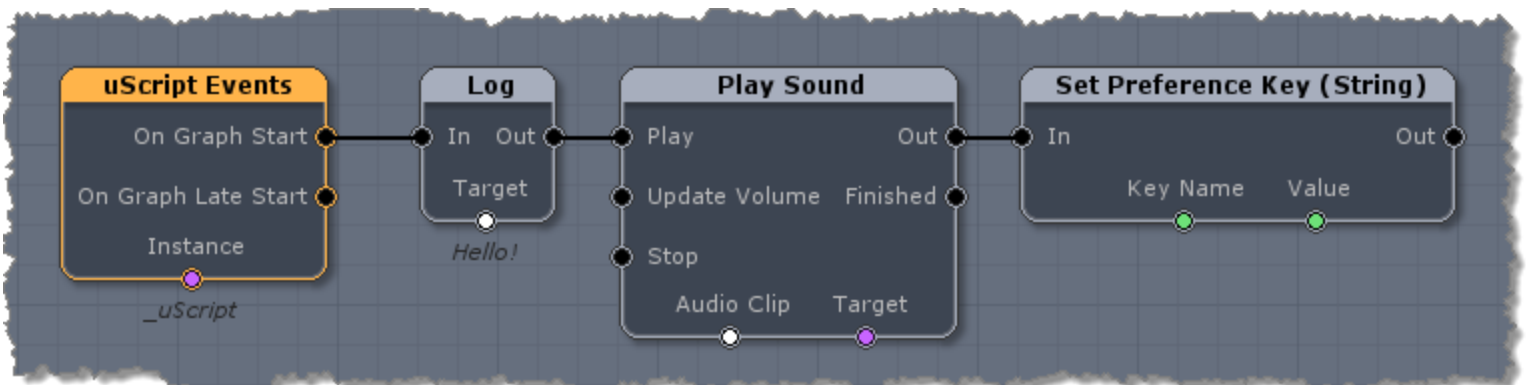 uScript Events
On Graph Start
On Graph Late Start
Instance
_uScript
Log
In Out
Target
Hello!
Play Sound
Play Out
Update Volume Finished
Stop
Audio Clip Target
Set Preference Key (String)
In Out
Key Name Value